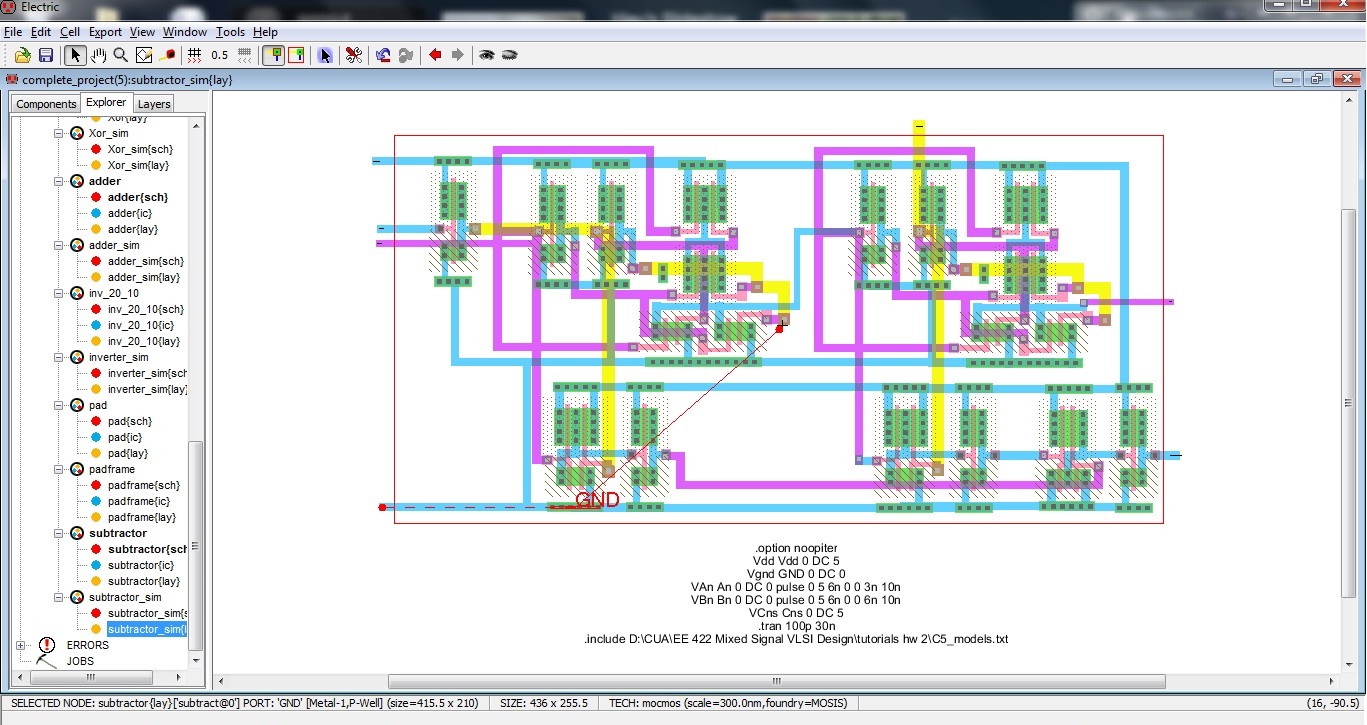 Electric
File Edit Cell Export View Window Tools Help
0.5
complete_project(5):subtractor_sim{lay}
Components Explorer Layers
Xor{lay}
Xor_sim
Xor_sim{sch}
Xor_sim{lay}
adder
adder{sch}
adder{ic}
adder{lay}
adder_sim
adder_sim{sch}
adder_sim{lay}
inv_20_10
inv_20_10{sch}
inv_20_10{ic}
inv_20_10{lay}
inverter_sim
inverter_sim{sch
inverter_sim{lay}
pad
pad{sch}
pad{ic}
pad{lay}
padframe
padframe{sch}
padframe{ic}
padframe{lay}
subtractor
subtractor{sch
subtractor{ic}
subtractor{lay}
subtractor_sim
subtractor_sim{s
subtractor_sim{l
ERRORS
JOBS
GND
.option noopiter
Vdd Vdd 0 DC 5
Vgnd GND 0 DC 0
VAn An 0 DC 0 pulse 0 5 6n 0 0 3n 10n
VBn Bn 0 DC 0 pulse 0 5 6n 0 0 6n 10n
VCns Cns 0 DC 5
.tran 100p 30n
.include D:\CUA\EE 422 Mixed Signal VLSI Design\tutorials hw 2\C5_models.txt
SELECTED NODE: subtractor{lay}['subtract@0'] PORT: 'GND' [Metal-1,P-Well] (size=415.5 x 210) SIZE: 436 x 255.5 TECH: mocmos (scale=300.0nm,foundry=MOSIS) (16, -90.5)